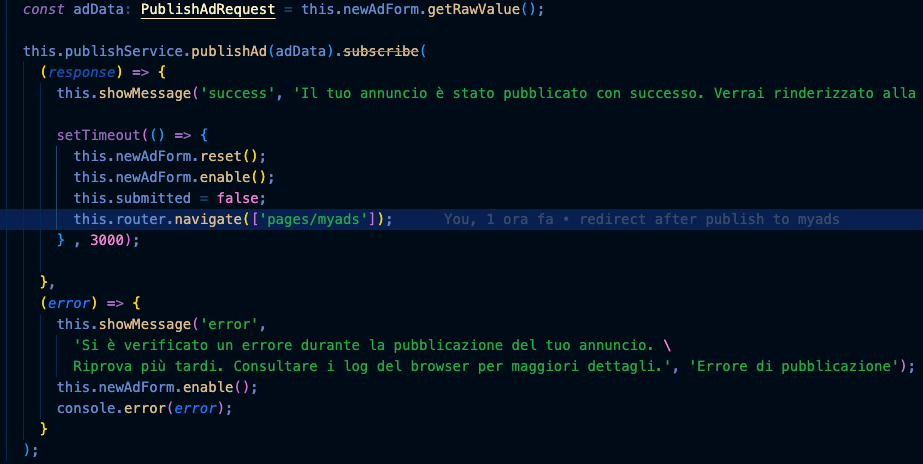 const adData: PublishAdRequest = this.newAdForm.getRawValue();
this.publishService.publishAd(adData).subscribe(
(response) => {
this.showMessage('success', 'Il tuo annuncio è stato pubblicato con successo. Verrai rinderizzato alla
setTimeout(() => {
this.newAdForm.reset();
this.newAdForm.enable();
this.submitted = false;
this.router.navigate(['pages/myads']); You, 1 ora fa • redirect after publish to myads
} , 3000);
},
(error) => {
this.showMessage('error',
'Si è verificato un errore durante la pubblicazione del tuo annuncio. \
Riprova più tardi. Consultare i log del browser per maggiori dettagli.', 'Errore di pubblicazione');
this.newAdForm.enable();
console.error(error);
}
);